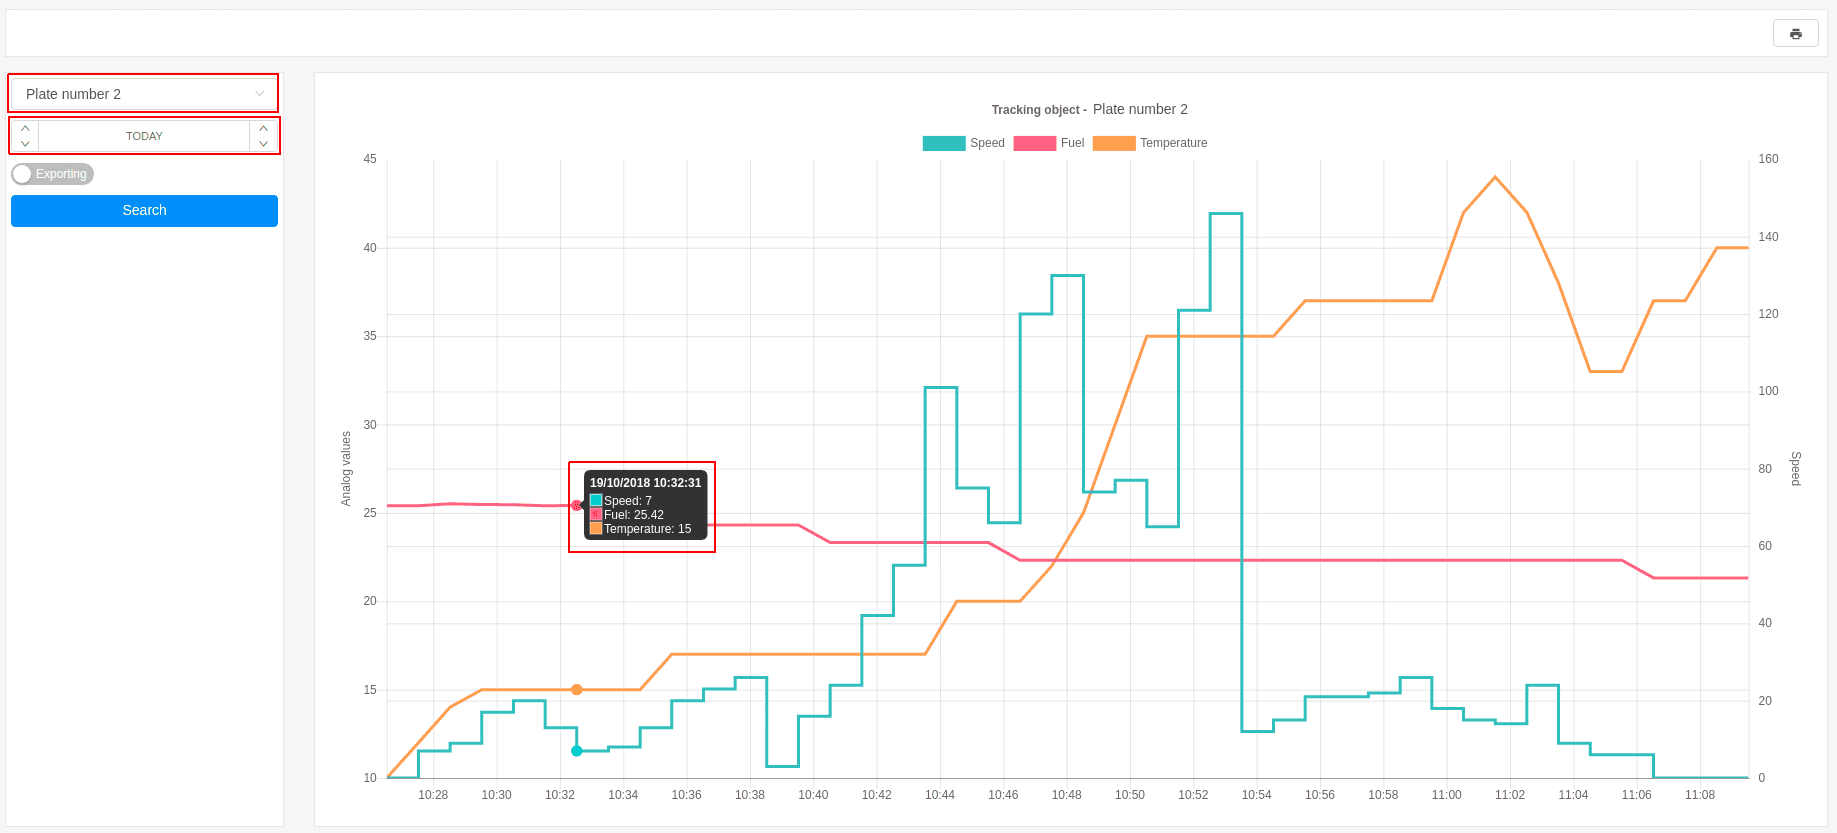 Plate number 2
TODAY
Exporting
Search
Tracking object - Plate number 2
Speed Fuel Temperature
45
40
35
30
25
20
15
10
Analog values
19/10/2018 10:32:31
Speed: 7
Fuel: 25.42
Temperature: 15
160
140
120
100
80
60
40
20
0
Speed
10:28 10:30 10:32 10:34 10:36 10:38 10:40 10:42 10:44 10:46 10:48 10:50 10:52 10:54 10:56 10:58 11:00 11:02 11:04 11:06 11:08